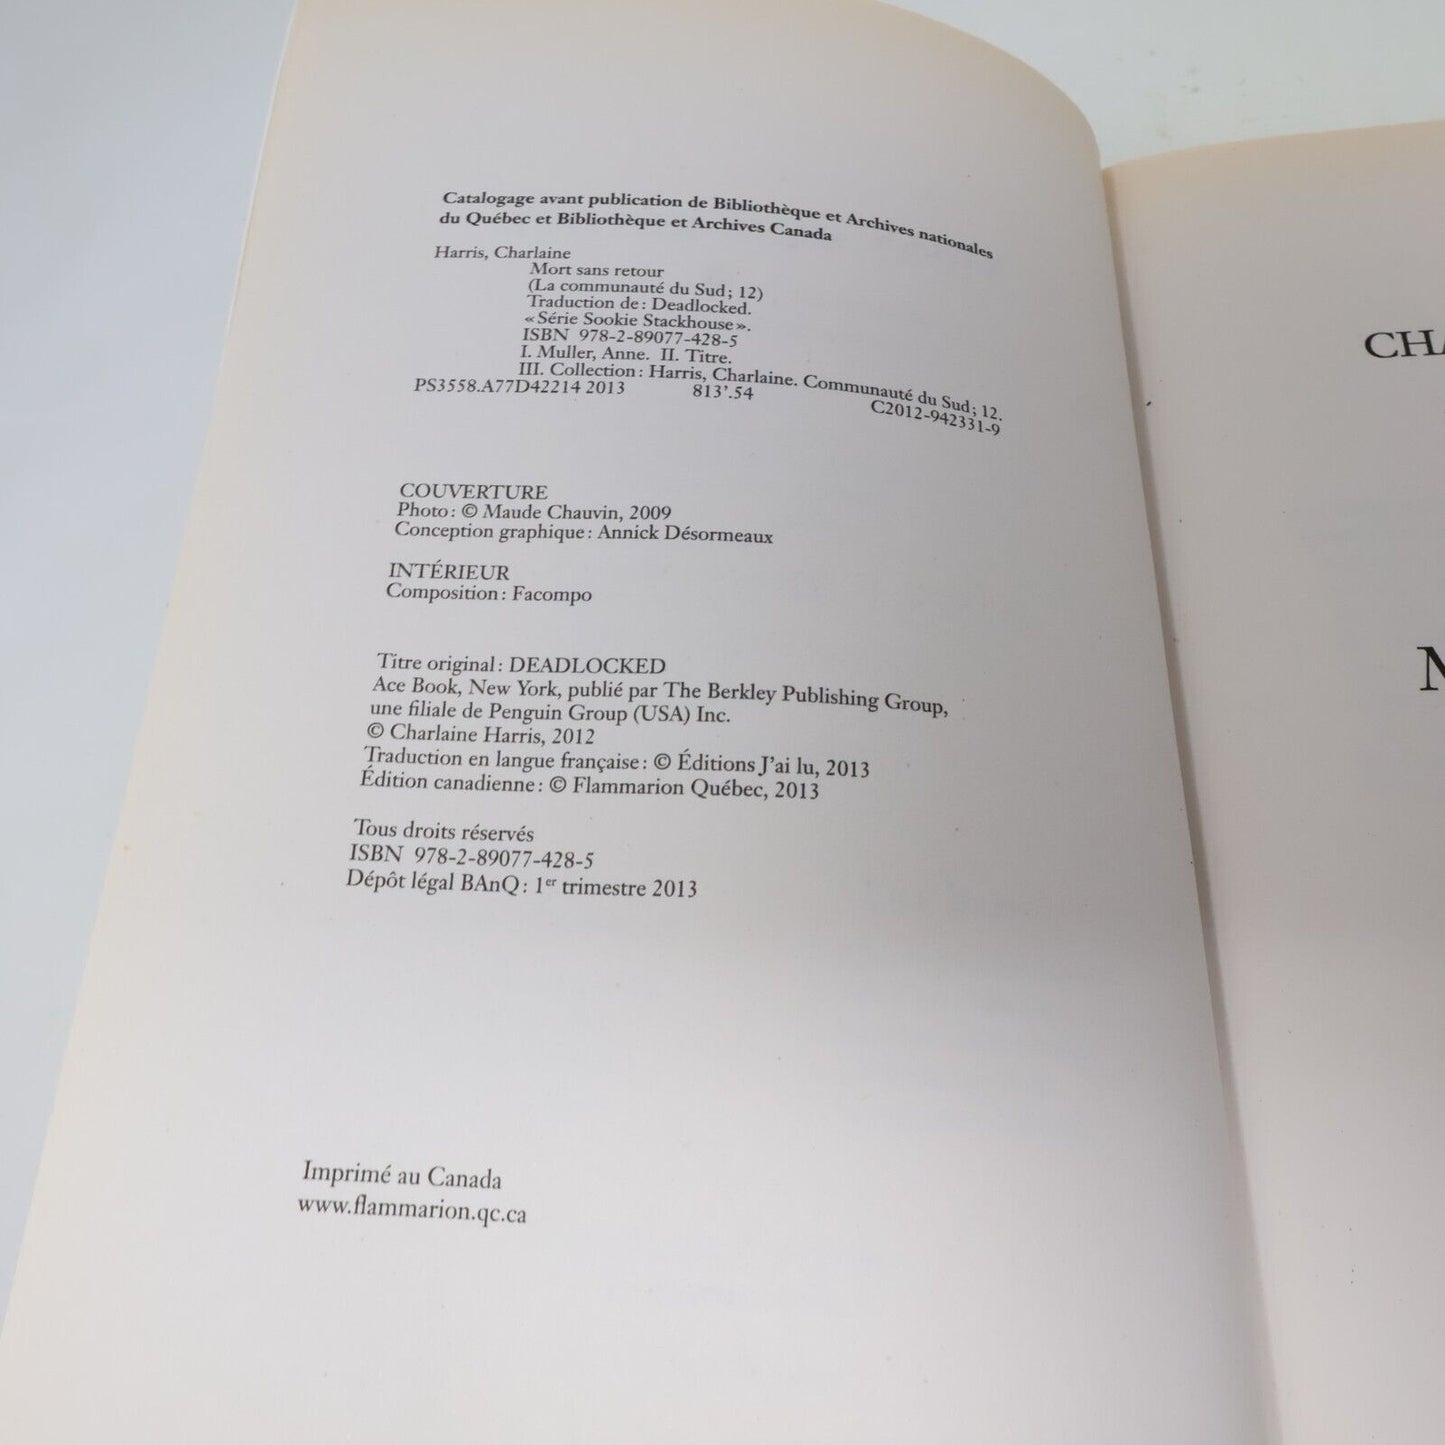 Catalogage avant publication de Bibliothèque et Archives nationales
du Québec et Bibliothèque et Archives Canada
Harris, Charlaine
Mort sans retour
(La communauté du Sud ; 12)
Traduction de : Deadlocked.
« Série Sookie Stackhouse ».
ISBN 978-2-89077-428-5
I. Muller, Anne. II. Titre.
III. Collection : Harris, Charlaine. Communauté du Sud ; 12.
PS3558.A77D42214 2013 813'.54 C2012-942331-9
COUVERTURE
Photo : © Maude Chauvin, 2009
Conception graphique : Annick Désormeaux
INTÉRIEUR
Composition : Facompo
Titre original : DEADLOCKED
Ace Book, New York, publié par The Berkley Publishing Group,
une filiale de Penguin Group (USA) Inc.
© Charlaine Harris, 2012
Traduction en langue française : © Éditions J'ai lu, 2013
Édition canadienne : © Flammarion Québec, 2013
Tous droits réservés
ISBN 978-2-89077-428-5
Dépôt légal BAnQ : 1er trimestre 2013
Imprimé au Canada
www.flammarion.qc.ca
CHA
M